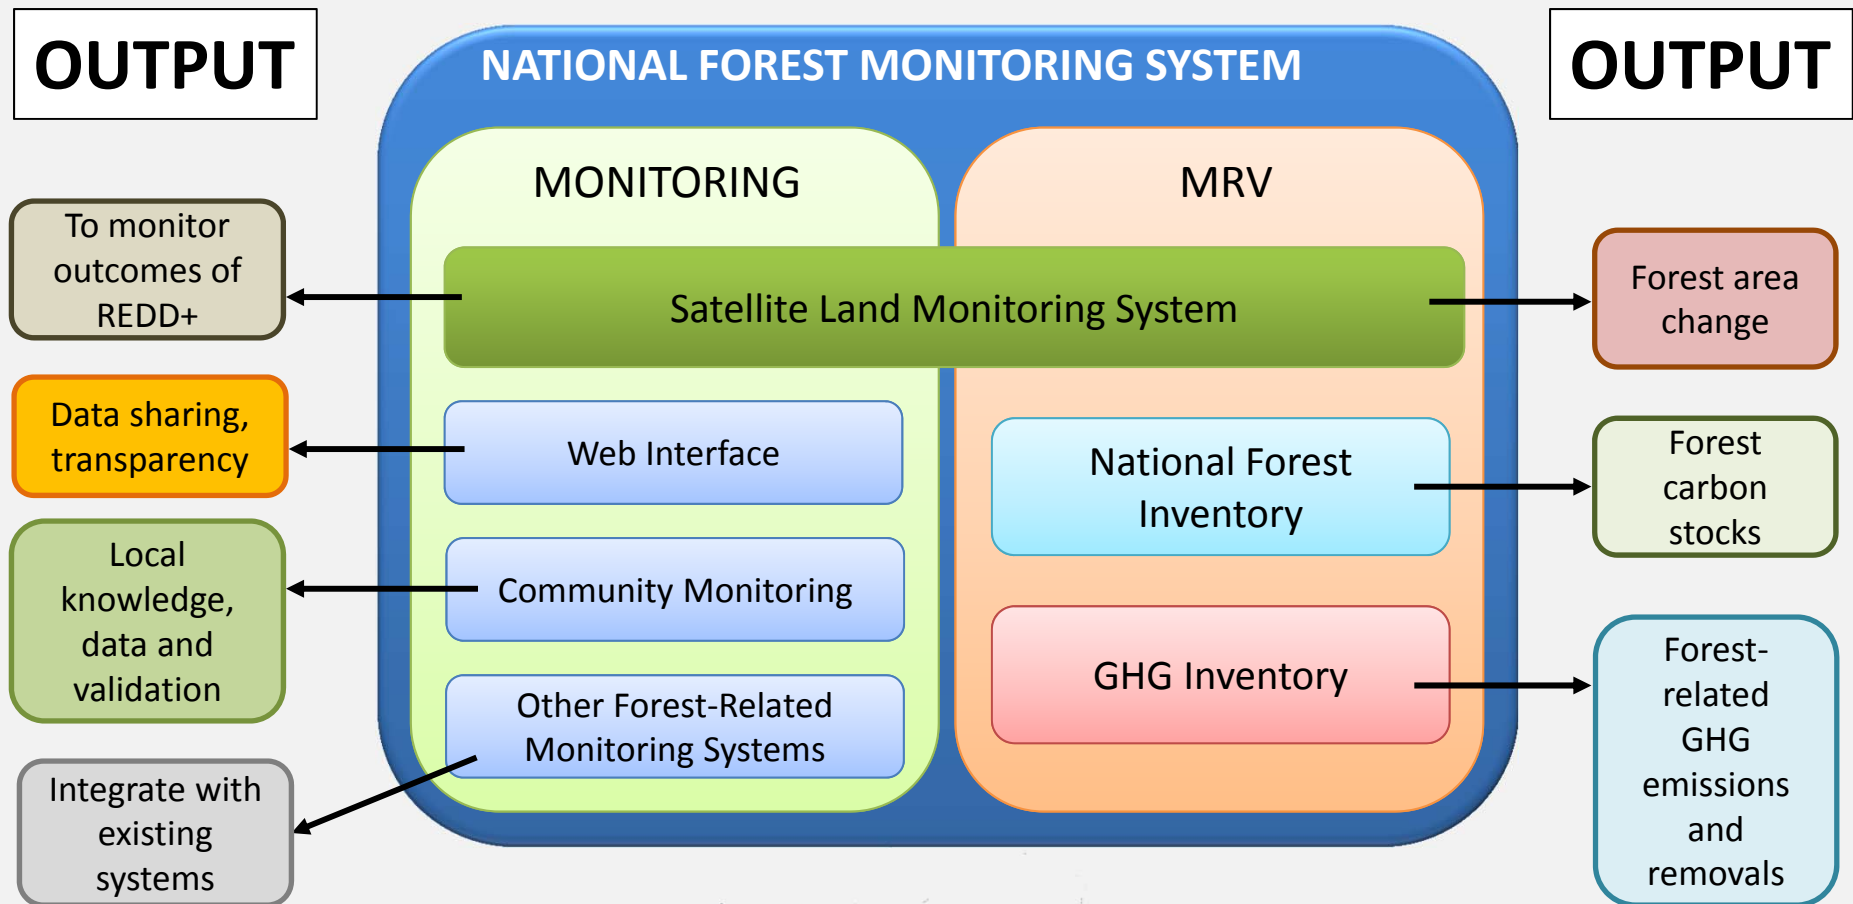 OUTPUT
NATIONAL FOREST MONITORING SYSTEM
OUTPUT
MONITORING
MRV
To monitor
outcomes of
REDD+
Satellite Land Monitoring System
Forest area
change
Data sharing,
transparency
Web Interface
National Forest
Inventory
Forest
carbon
stocks
Local
knowledge,
data and
validation
Community Monitoring
GHG Inventory
Forest-
related
GHG
emissions
and
removals
Other Forest-Related
Monitoring Systems
Integrate with
existing
systems